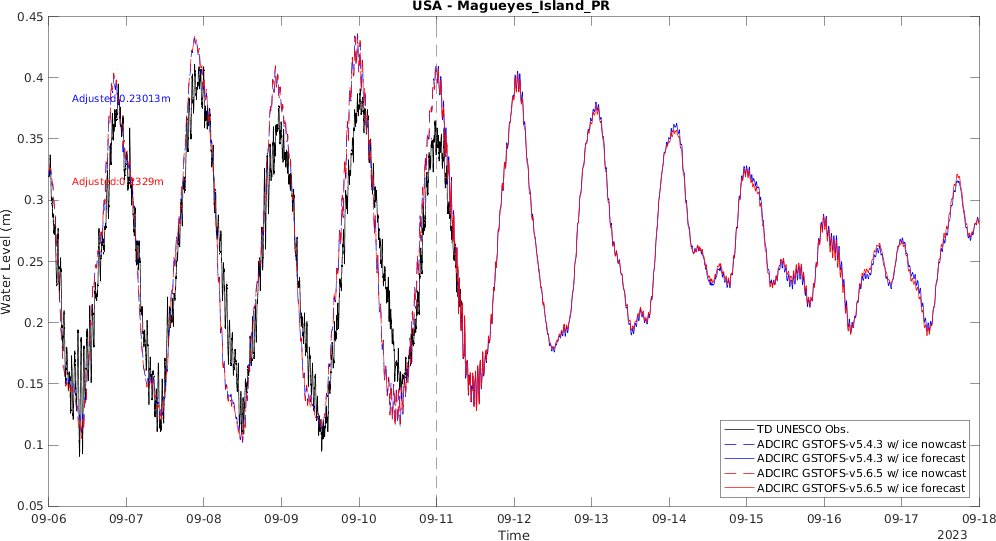 USA - Magueyes_Island_PR
0.45
0.4
0.35
0.3
0.25
0.2
0.15
0.1
0.05
Water Level (m)
Adjusted:0.23013m
Adjusted:0.2329m
TD UNESCO Obs.
ADCIRC GSTOFS-v5.4.3 w/ ice nowcast
ADCIRC GSTOFS-v5.4.3 w/ ice forecast
ADCIRC GSTOFS-v5.6.5 w/ ice nowcast
ADCIRC GSTOFS-v5.6.5 w/ ice forecast
09-06 09-07 09-08 09-09 09-10 09-11 09-12 09-13 09-14 09-15 09-16 09-17 09-18
Time
2023